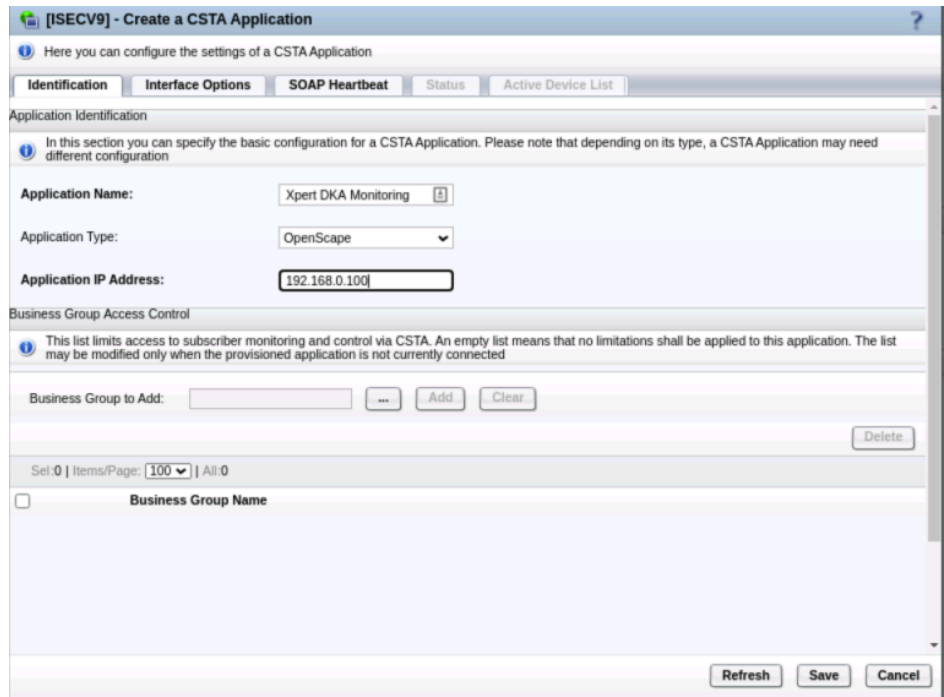 [ISECV9] - Create a CSTA Application
?
Here you can configure the settings of a CSTA Application
Identification Interface Options SOAP Heartbeat Status Active Device List
Application Identification
In this section you can specify the basic configuration for a CSTA Application. Please note that depending on its type, a CSTA Application may need
different configuration
Application Name: Xpert DKA Monitoring
Application Type: OpenScape
Application IP Address: 192.168.0.100
Business Group Access Control
This list limits access to subscriber monitoring and control via CSTA. An empty list means that no limitations shall be applied to this application. The list
may be modified only when the provisioned application is not currently connected
Business Group to Add: ... Add Clear
Delete
Sel:0 | Items/Page: 100 | All:0
Business Group Name
Refresh Save Cancel